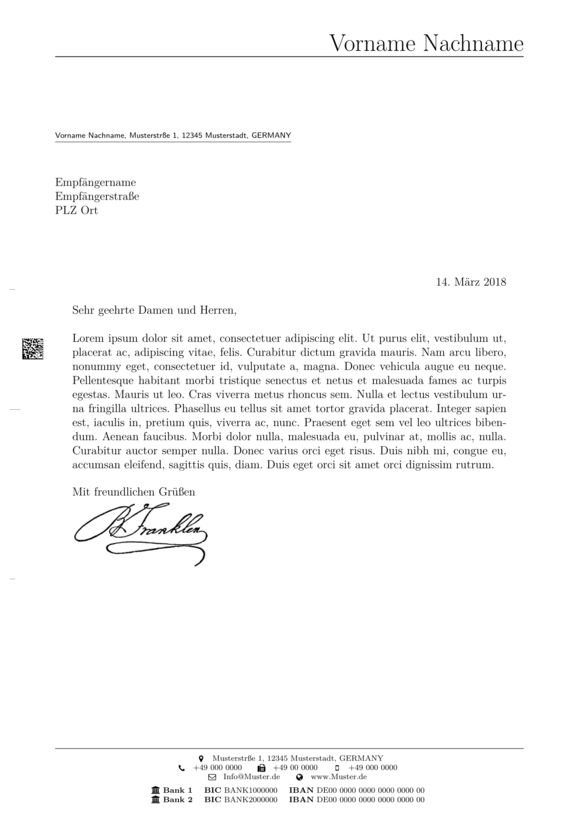 Vorname Nachname
Vorname Nachname, Musterstrße 1, 12345 Musterstadt, GERMANY
Empfängername
Empfängerstraße
PLZ Ort
14. März 2018
Sehr geehrte Damen und Herren,
Lorem ipsum dolor sit amet, consectetuer adipiscing elit. Ut purus elit, vestibulum ut,
placerat ac, adipiscing vitae, felis. Curabitur dictum gravida mauris. Nam arcu libero,
nonummy eget, consectetuer id, vulputate a, magna. Donec vehicula augue eu neque.
Pellentesque habitant morbi tristique senectus et netus et malesuada fames ac turpis
egestas. Mauris ut leo. Cras viverra metus rhoncus sem. Nulla et lectus vestibulum ur-
na fringilla ultrices. Phasellus eu tellus sit amet tortor gravida placerat. Integer sapien
est, iaculis in, pretium quis, viverra ac, nunc. Praesent eget sem vel leo ultrices biben-
dum. Aenean faucibus. Morbi dolor nulla, malesuada eu, pulvinar at, mollis ac, nulla.
Curabitur auctor semper nulla. Donec varius orci eget risus. Duis nibh mi, congue eu,
accumsan eleifend, sagittis quis, diam. Duis eget orci sit amet orci dignissim rutrum.
Mit freundlichen Grüßen
B Franklin
Musterstrße 1, 12345 Musterstadt, GERMANY
+49 000 0000 +49 00 0000 +49 000 0000
Info@Muster.de www.Muster.de
Bank 1 BIC BANK1000000 IBAN DE00 0000 0000 0000 0000 00
Bank 2 BIC BANK2000000 IBAN DE00 0000 0000 0000 0000 00